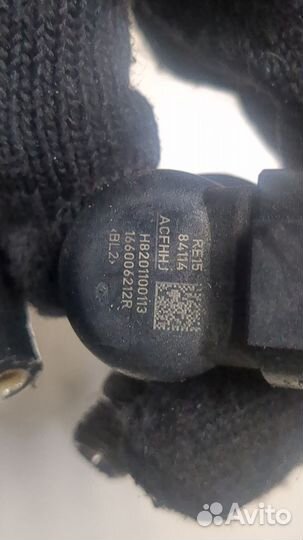 RE15
84114
ACFHHJ
H8201100113
166006212R
<BL2>
Avito